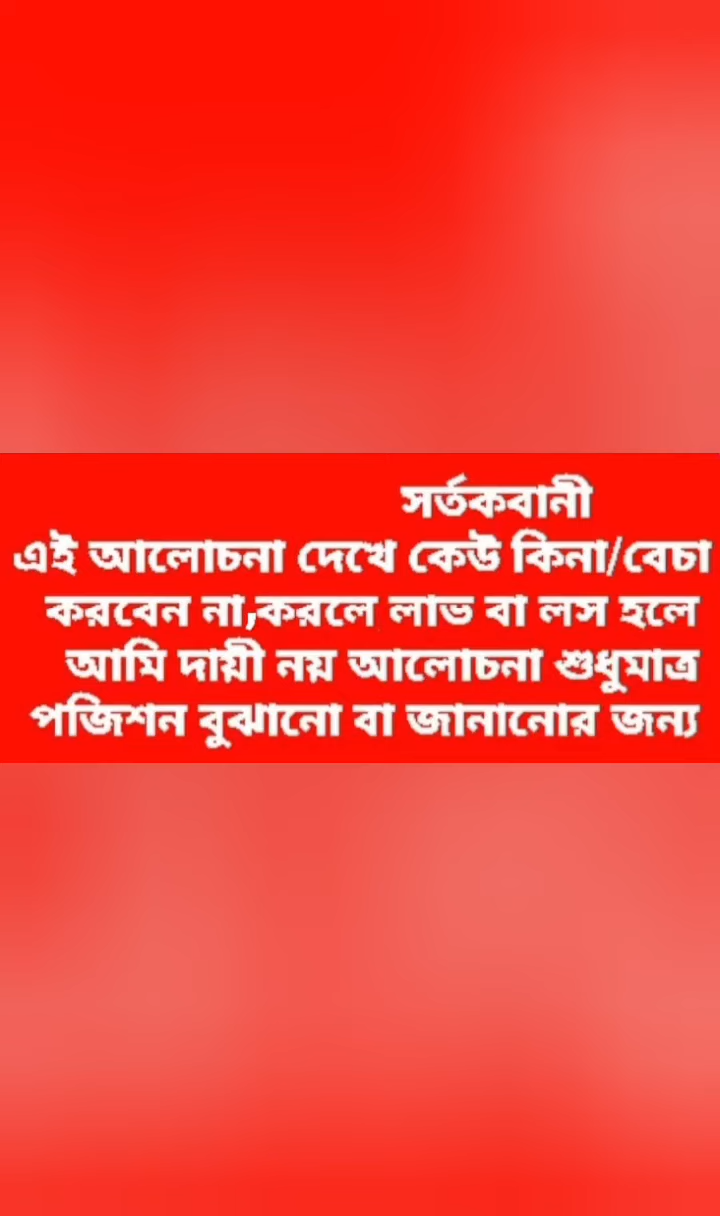 সর্তকবানী
এই আলোচনা দেখে কেউ কিনা/বেচা
করবেন না,করলে লাভ বা লস হলে
আমি দায়ী নয় আলোচনা শুধুমাত্র
পজিশন বুঝানো বা জানানোর জন্য